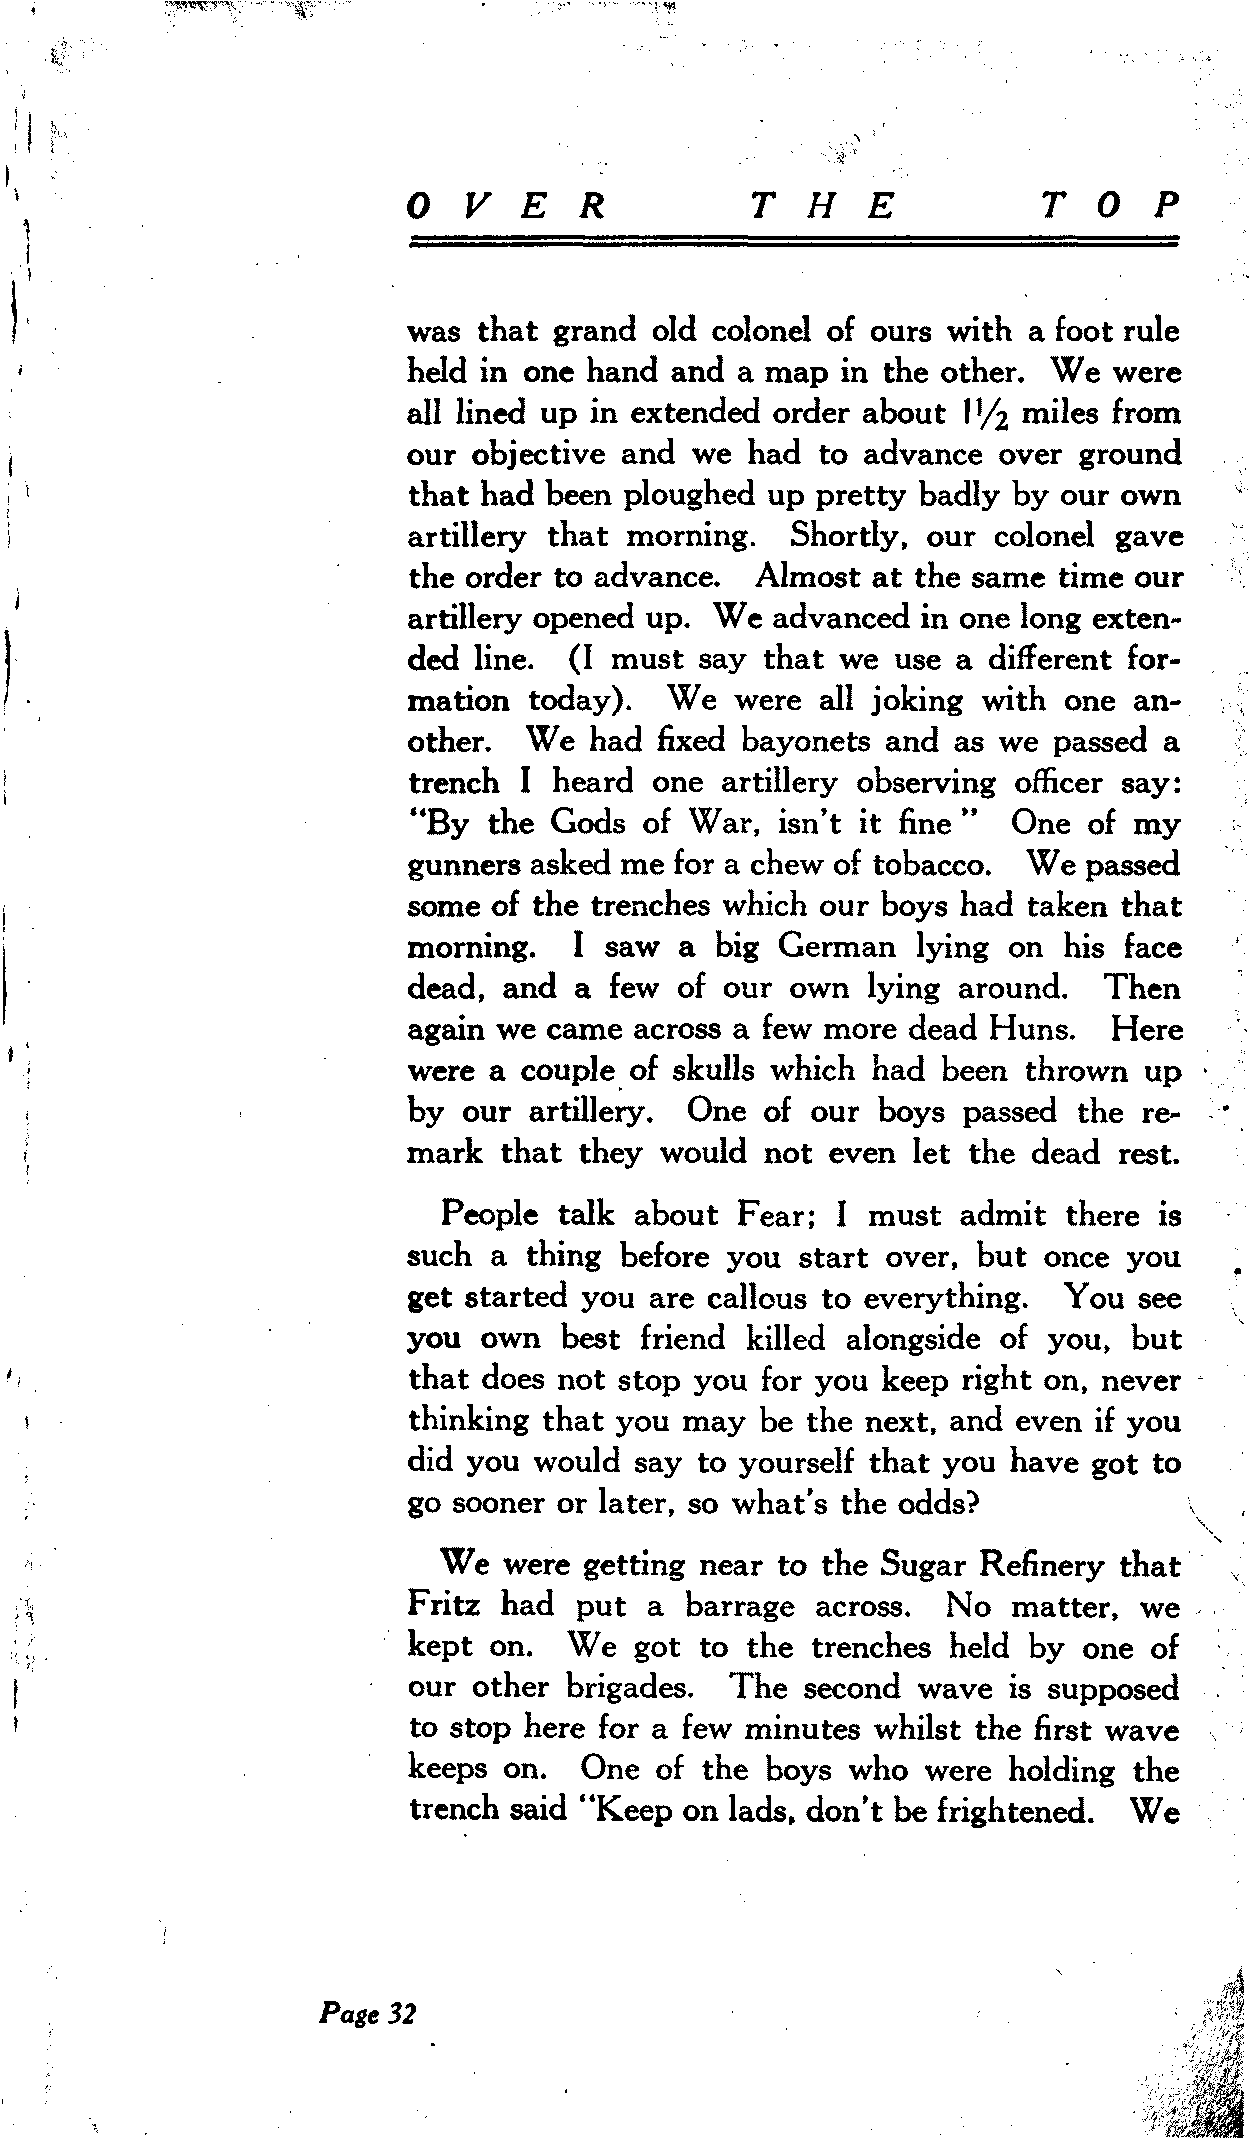 OVER THE TOP
was that grand old colonel of ours with a foot rule
held in one hand and a map in the other. We were
all lined up in extended order about 1½ miles from
our objective and we had to advance over ground
that had been ploughed up pretty badly by our own
artillery that morning. Shortly, our colonel gave
the order to advance. Almost at the same time our
artillery opened up. We advanced in one long exten-
ded line. (I must say that we use a different for-
mation today). We were all joking with one an-
other. We had fixed bayonets and as we passed a
trench I heard one artillery observing officer say:
"By the Gods of War, isn't it fine" One of my
gunners asked me for a chew of tobacco. We passed
some of the trenches which our boys had taken that
morning. I saw a big German lying on his face
dead, and a few of our own lying around. Then
again we came across a few more dead Huns. Here
were a couple of skulls which had been thrown up
by our artillery. One of our boys passed the re-
mark that they would not even let the dead rest.
People talk about Fear; I must admit there is
such a thing before you start over, but once you
get started you are callous to everything. You see
you own best friend killed alongside of you, but
that does not stop you for you keep right on, never
thinking that you may be the next, and even if you
did you would say to yourself that you have got to
go sooner or later, so what's the odds?
We were getting near to the Sugar Refinery that
Fritz had put a barrage across. No matter, we
kept on. We got to the trenches held by one of
our other brigades. The second wave is supposed
to stop here for a few minutes whilst the first wave
keeps on. One of the boys who were holding the
trench said "Keep on lads, don't be frightened. We
Page 32